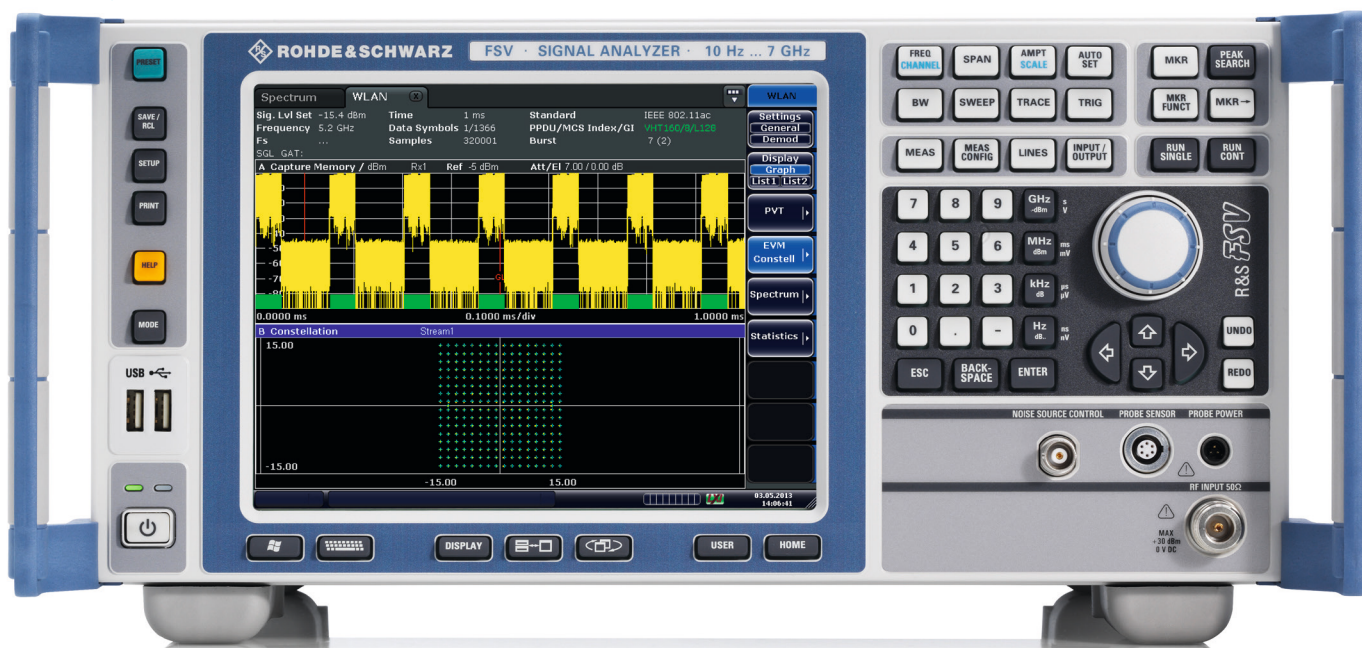 ROHDE&SCHWARZ FSV · SIGNAL ANALYZER · 10 Hz ... 7 GHz
PRESET
SAVE / RCL
SETUP
PRINT
HELP
MODE
USB
Spectrum WLAN
Sig. Lvl Set -15.4 dBm Time 1 ms Standard IEEE 802.11ac
Frequency 5.2 GHz Data Symbols 1/1366 PPDU/MCS Index/GI VHT160/8/L126
Fs ... Samples 320001 Burst 7 (2)
SGL GAT:
A Capture Memory / dBm Rx1 Ref -5 dBm Att/El 7.00 / 0.00 dB
0.0000 ms 0.1000 ms/div 1.0000 ms
B Constellation Stream1
15.00
-15.00
-15.00 15.00
03.05.2013
14:06:41
WLAN
Settings
General
Demod
Display
Graph
List1 List2
PVT
EVM
Constell
Spectrum
Statistics
DISPLAY
USER
HOME
FREQ CHANNEL
SPAN
AMPT SCALE
AUTO SET
MKR
PEAK SEARCH
BW
SWEEP
TRACE
TRIG
MKR FUNCT
MKR→
MEAS
MEAS CONFIG
LINES
INPUT / OUTPUT
RUN SINGLE
RUN CONT
7 8 9 GHz -dBm s V
4 5 6 MHz dBm ms mV
1 2 3 kHz dB µs µV
0 . - Hz dB.. ns nV
ESC BACK-SPACE ENTER
R&S FSV
UNDO
REDO
NOISE SOURCE CONTROL PROBE SENSOR PROBE POWER
RF INPUT 50Ω
MAX
+30 dBm
0 V DC